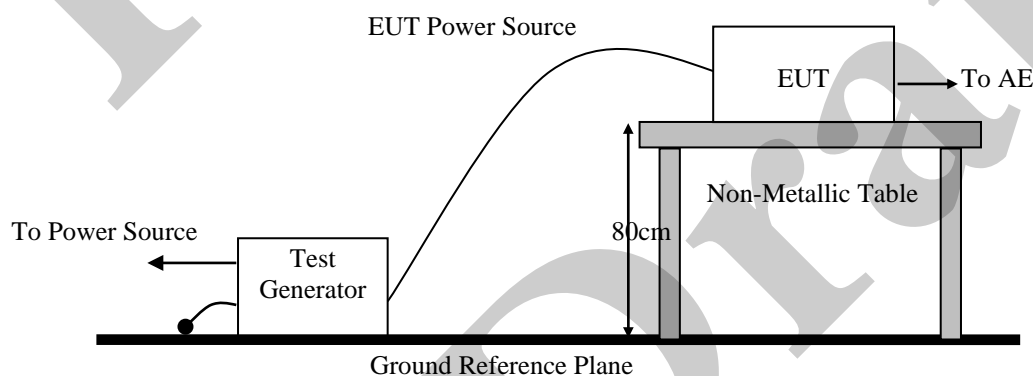 EUT Power Source
EUT
To AE
Non-Metallic Table
To Power Source
80cm
Test
Generator
Ground Reference Plane